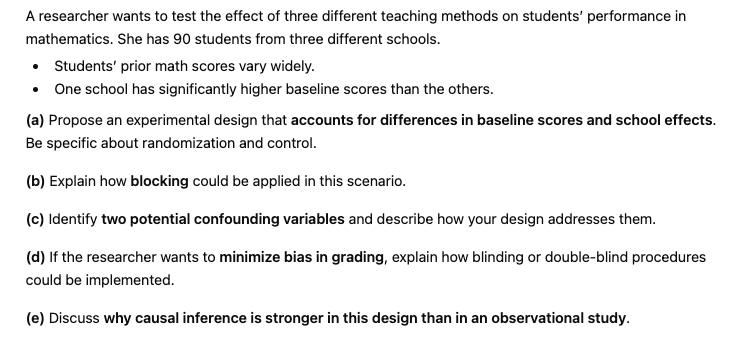 A researcher wants to test the effect of three different teaching methods on students' performance in
mathematics. She has 90 students from three different schools.
• Students' prior math scores vary widely.
• One school has significantly higher baseline scores than the others.
(a) Propose an experimental design that accounts for differences in baseline scores and school effects.
Be specific about randomization and control.
(b) Explain how blocking could be applied in this scenario.
(c) Identify two potential confounding variables and describe how your design addresses them.
(d) If the researcher wants to minimize bias in grading, explain how blinding or double-blind procedures
could be implemented.
(e) Discuss why causal inference is stronger in this design than in an observational study.